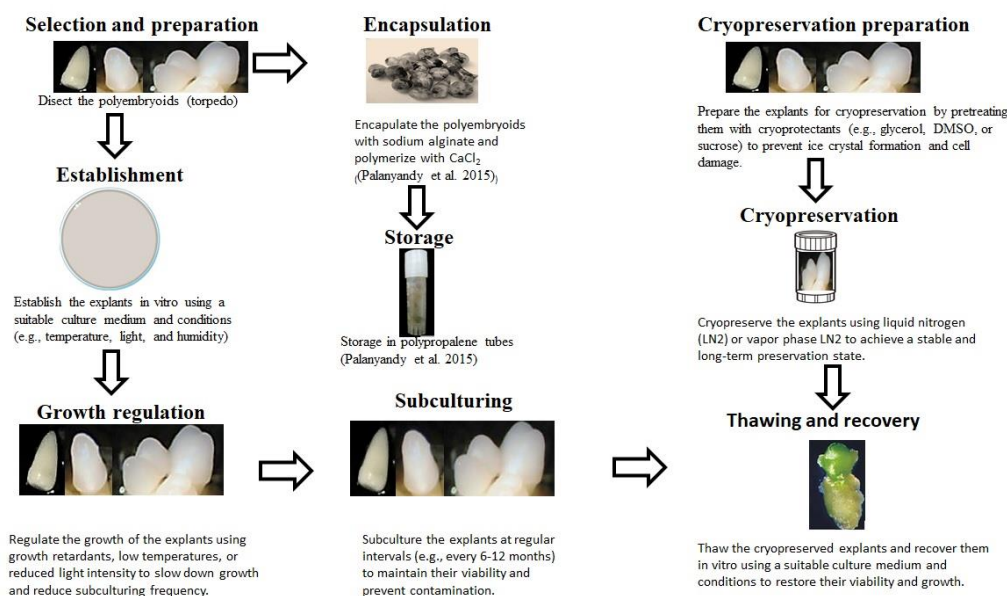 Selection and preparation
Disect the polyembryoids (torpedo)
Establishment
Establish the explants in vitro using a
suitable culture medium and conditions
(e.g., temperature, light, and humidity)
Growth regulation
Regulate the growth of the explants using
growth retardants, low temperatures, or
reduced light intensity to slow down growth
and reduce subculturing frequency.
Encapsulation
Encapulate the polyembryoids
with sodium alginate and
polymerize with CaCl₂
((Palanyandy et al. 2015))
Storage
Storage in polypropalene tubes
(Palanyandy et al. 2015)
Subculturing
Subculture the explants at regular
intervals (e.g., every 6-12 months)
to maintain their viability and
prevent contamination.
Cryopreservation preparation
Prepare the explants for cryopreservation by pretreating
them with cryoprotectants (e.g., glycerol, DMSO, or
sucrose) to prevent ice crystal formation and cell
damage.
Cryopreservation
Cryopreserve the explants using liquid nitrogen
(LN2) or vapor phase LN2 to achieve a stable and
long-term preservation state.
Thawing and recovery
Thaw the cryopreserved explants and recover them
in vitro using a suitable culture medium and
conditions to restore their viability and growth.